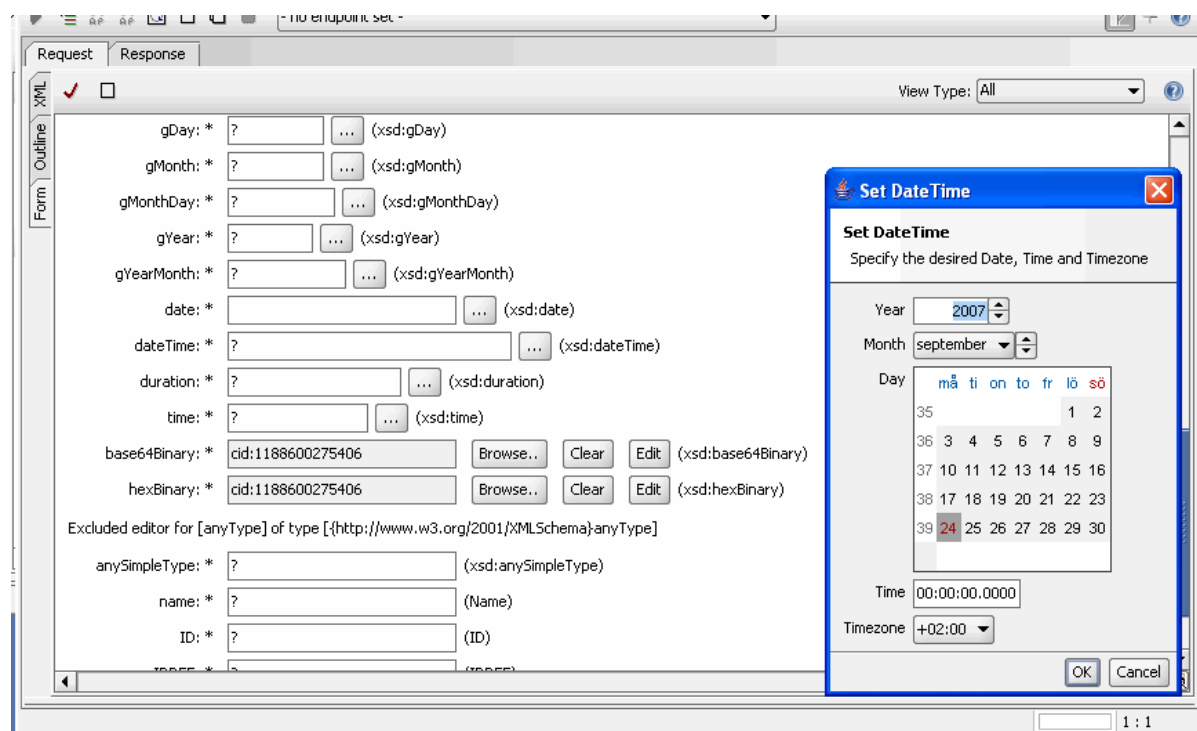 - no endpoint set -
Request Response
XML
Outline
Form
View Type: All
gDay: * ? ... (xsd:gDay)
gMonth: * ? ... (xsd:gMonth)
gMonthDay: * ? ... (xsd:gMonthDay)
gYear: * ? ... (xsd:gYear)
gYearMonth: * ? ... (xsd:gYearMonth)
date: * ... (xsd:date)
dateTime: * ? ... (xsd:dateTime)
duration: * ? ... (xsd:duration)
time: * ? ... (xsd:time)
base64Binary: * cid:1188600275406 Browse.. Clear Edit (xsd:base64Binary)
hexBinary: * cid:1188600275406 Browse.. Clear Edit (xsd:hexBinary)
Excluded editor for [anyType] of type [{http://www.w3.org/2001/XMLSchema}anyType]
anySimpleType: * ? (xsd:anySimpleType)
name: * ? (Name)
ID: * ? (ID)
IDREF: * ? (IDREF)
Set DateTime
Set DateTime
Specify the desired Date, Time and Timezone
Year 2007
Month september
Day må ti on to fr lö sö
35 1 2
36 3 4 5 6 7 8 9
37 10 11 12 13 14 15 16
38 17 18 19 20 21 22 23
39 24 25 26 27 28 29 30
Time 00:00:00.0000
Timezone +02:00
OK Cancel
1 : 1